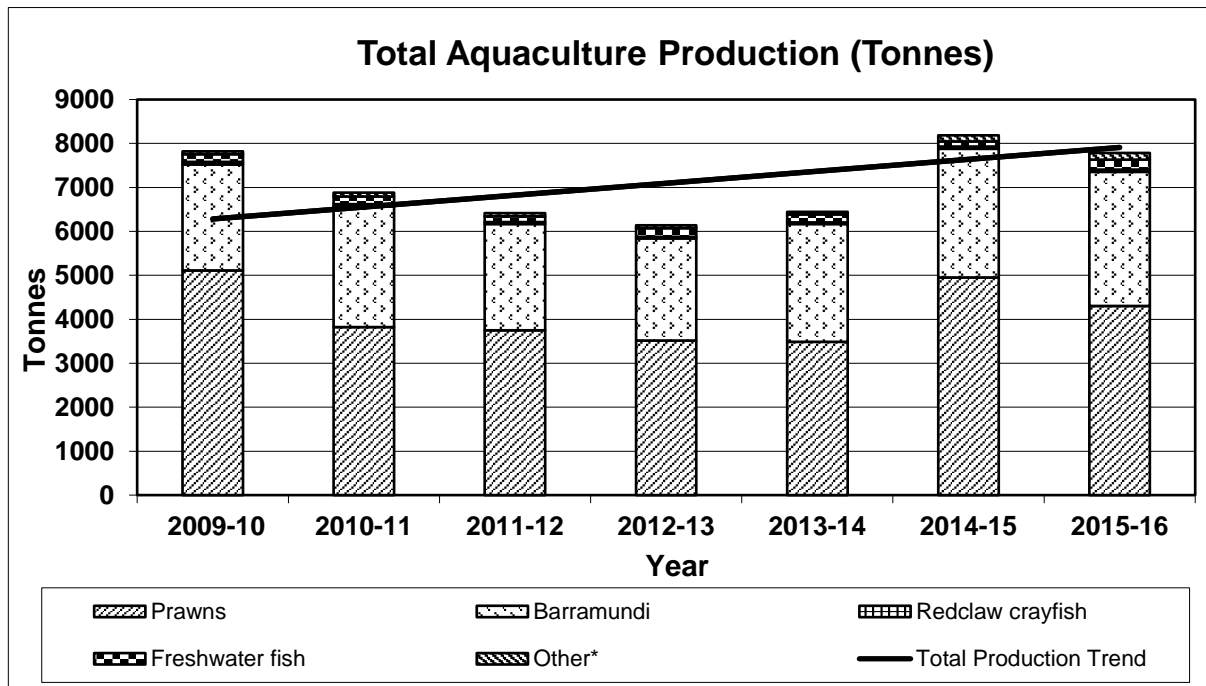 Total Aquaculture Production (Tonnes)
9000
8000
7000
6000
5000
4000
3000
2000
1000
0
Tonnes
2009-10 2010-11 2011-12 2012-13 2013-14 2014-15 2015-16
Year
Prawns Barramundi Redclaw crayfish
Freshwater fish Other* Total Production Trend